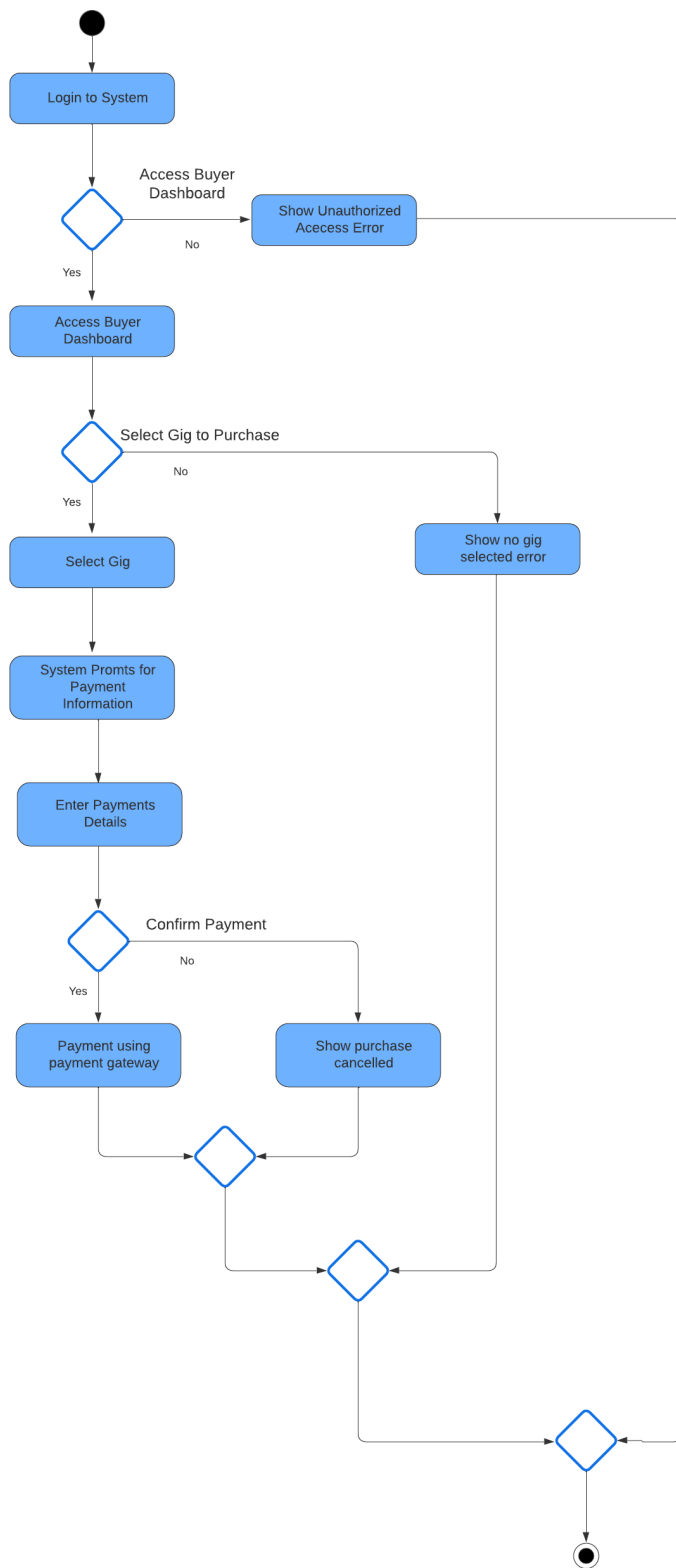 Login to System
Access Buyer
Dashboard
Show Unauthorized
Acecess Error
No
Yes
Access Buyer
Dashboard
Select Gig to Purchase
No
Yes
Show no gig
selected error
Select Gig
System Promts for
Payment
Information
Enter Payments
Details
Confirm Payment
No
Yes
Payment using
payment gateway
Show purchase
cancelled